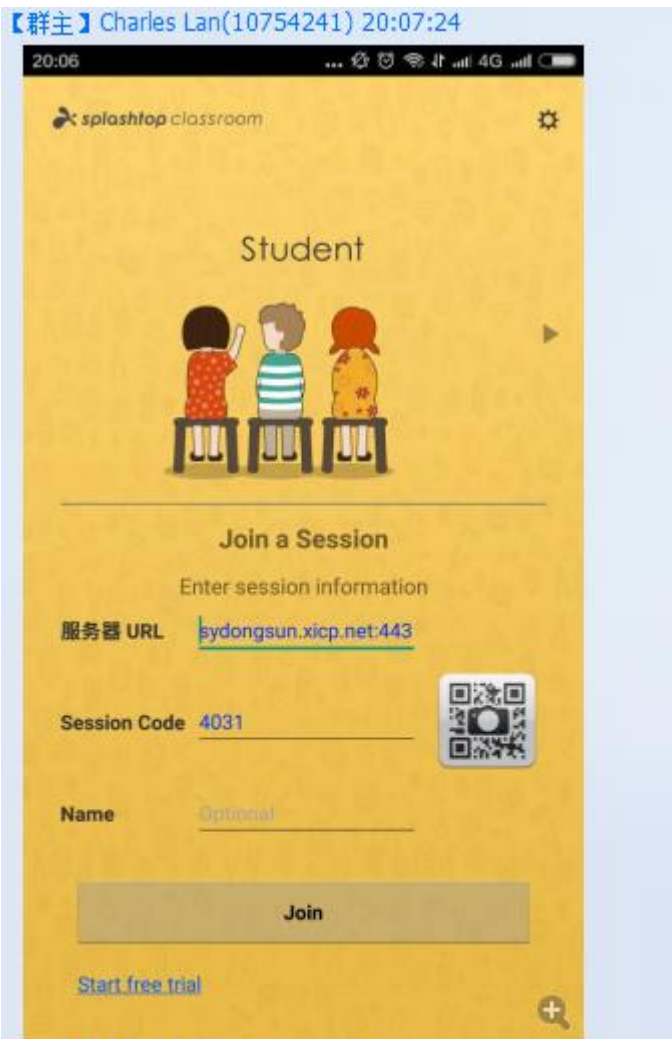 【群主】Charles Lan(10754241) 20:07:24
20:06 ... 4G
splashtop classroom
Student
Join a Session
Enter session information
服务器 URL sydongsun.xicp.net:443
Session Code 4031
Name Optional
Join
Start free trial